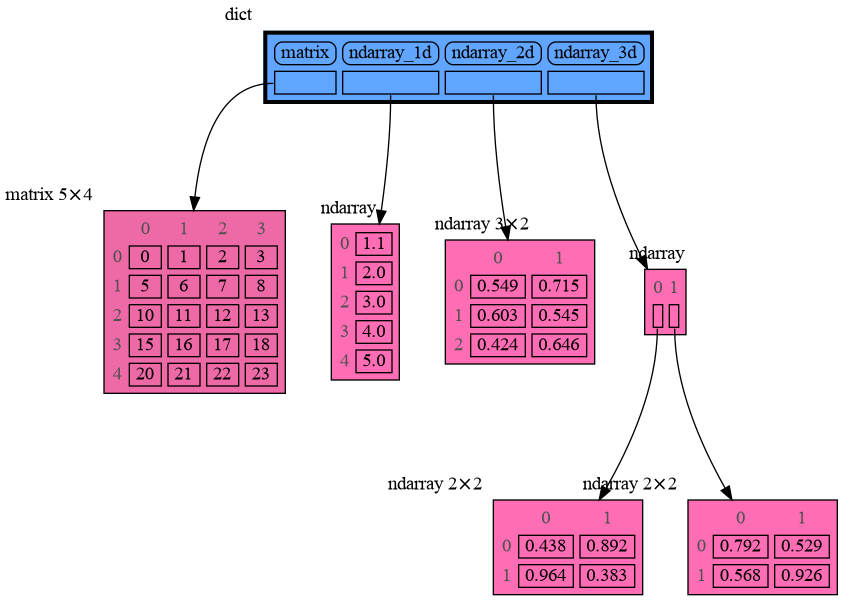 dict
matrix ndarray_1d ndarray_2d ndarray_3d
matrix 5×4
0 1 2 3
0 0 1 2 3
1 5 6 7 8
2 10 11 12 13
3 15 16 17 18
4 20 21 22 23
ndarray
0 1.1
1 2.0
2 3.0
3 4.0
4 5.0
ndarray 3×2
0 1
0 0.549 0.715
1 0.603 0.545
2 0.424 0.646
ndarray
0 1
ndarray 2×2
0 1
0 0.438 0.892
1 0.964 0.383
ndarray 2×2
0 1
0 0.792 0.529
1 0.568 0.926